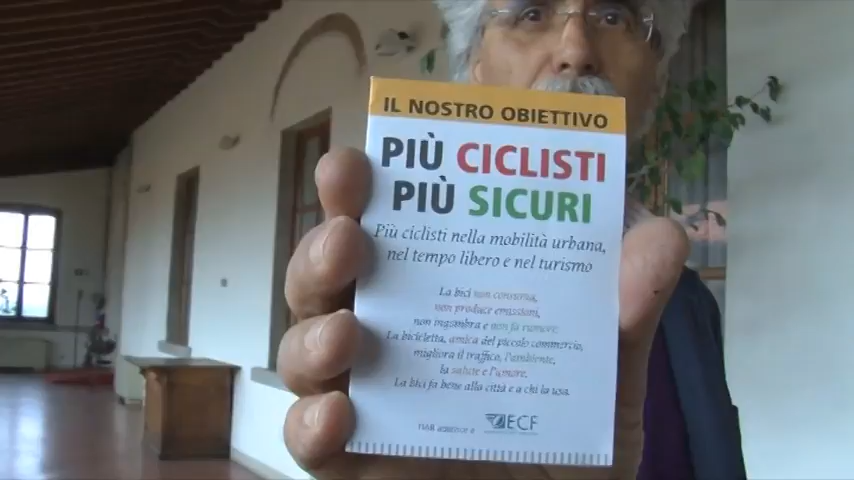 IL NOSTRO OBIETTIVO
PIÙ CICLISTI
PIÙ SICURI
Più ciclisti nella mobilità urbana,
nel tempo libero e nel turismo
La bici non consuma,
non produce emissioni,
non ingombra e non fa rumore.
La bicicletta, amica del piccolo commercio,
migliora il traffico, l'ambiente,
la salute e l'umore.
La bici fa bene alla città e a chi la usa.
FIAB aderisce a ECF